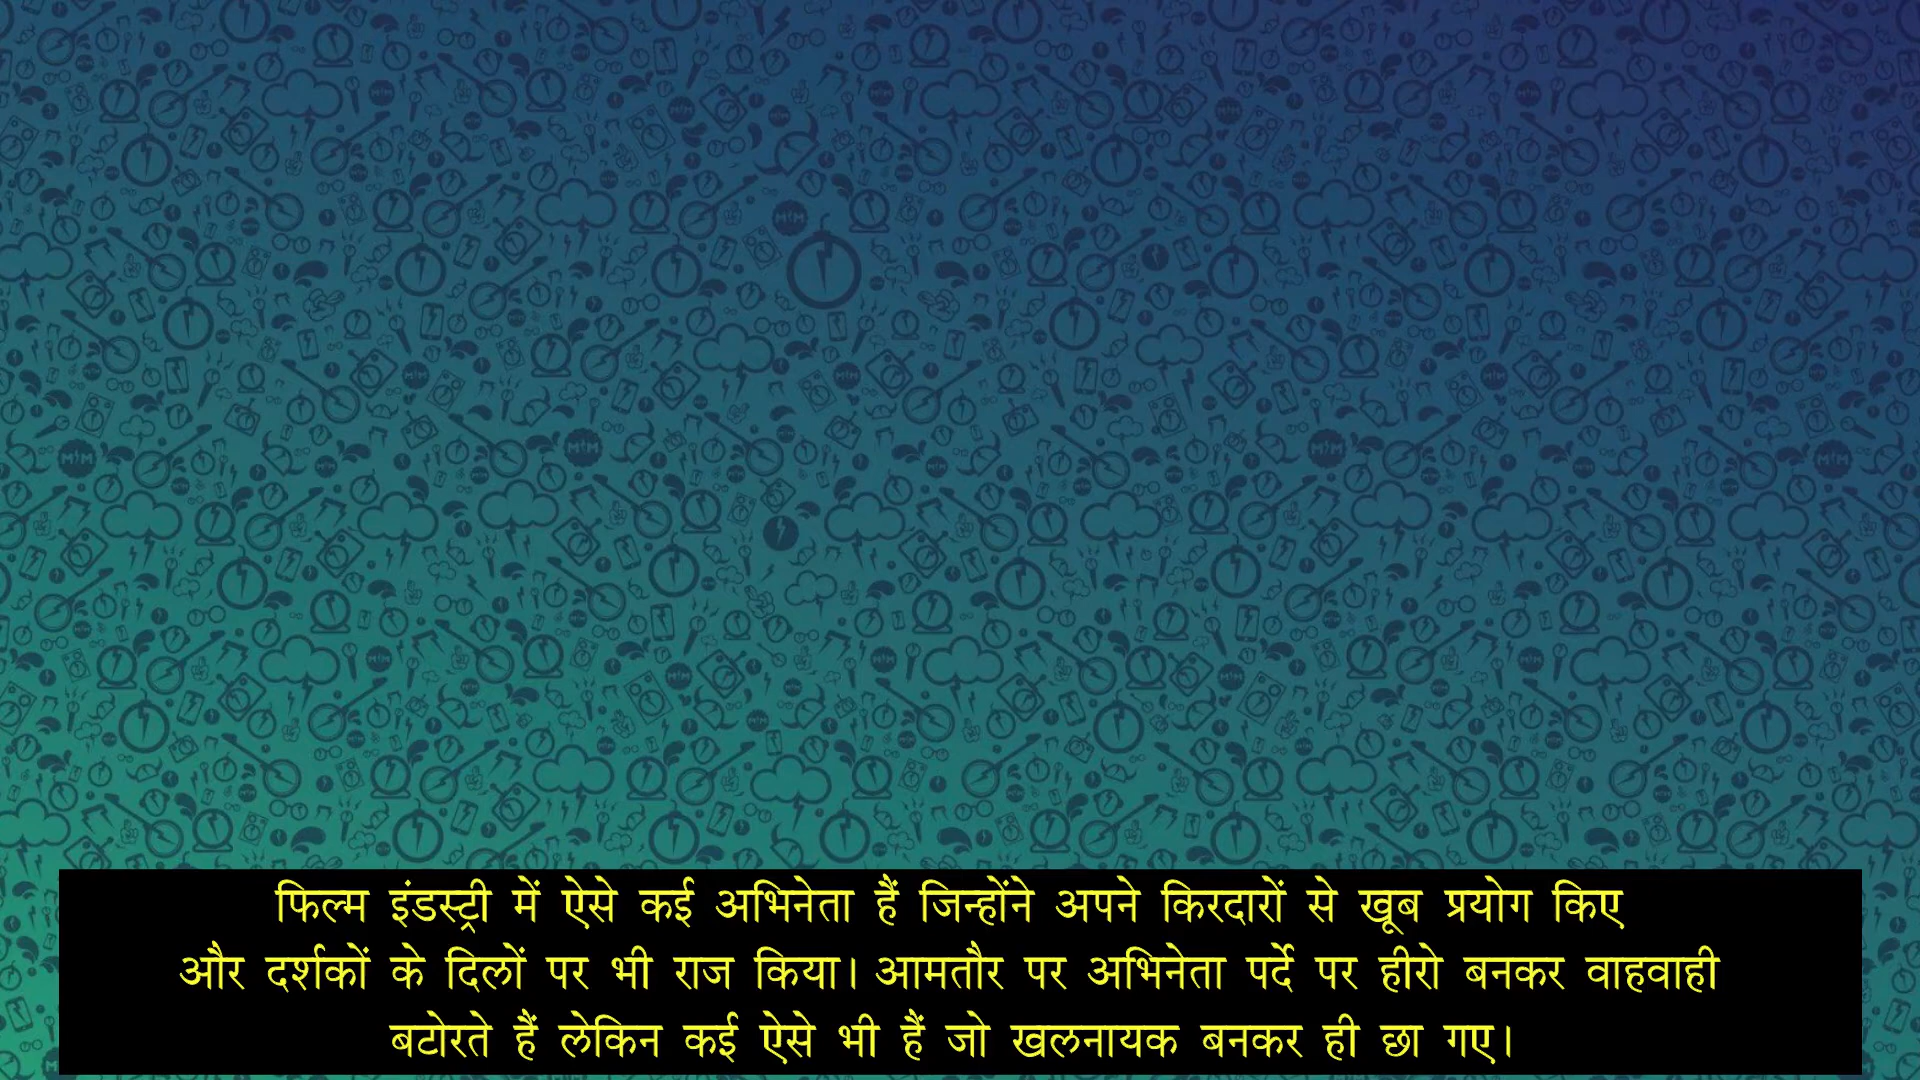 फिल्म इंडस्ट्री में ऐसे कई अभिनेता हैं जिन्होंने अपने किरदारों से खूब प्रयोग किए
और दर्शकों के दिलों पर भी राज किया। आमतौर पर अभिनेता पर्दे पर हीरो बनकर वाहवाही
बटोरते हैं लेकिन कई ऐसे भी हैं जो खलनायक बनकर ही छा गए।